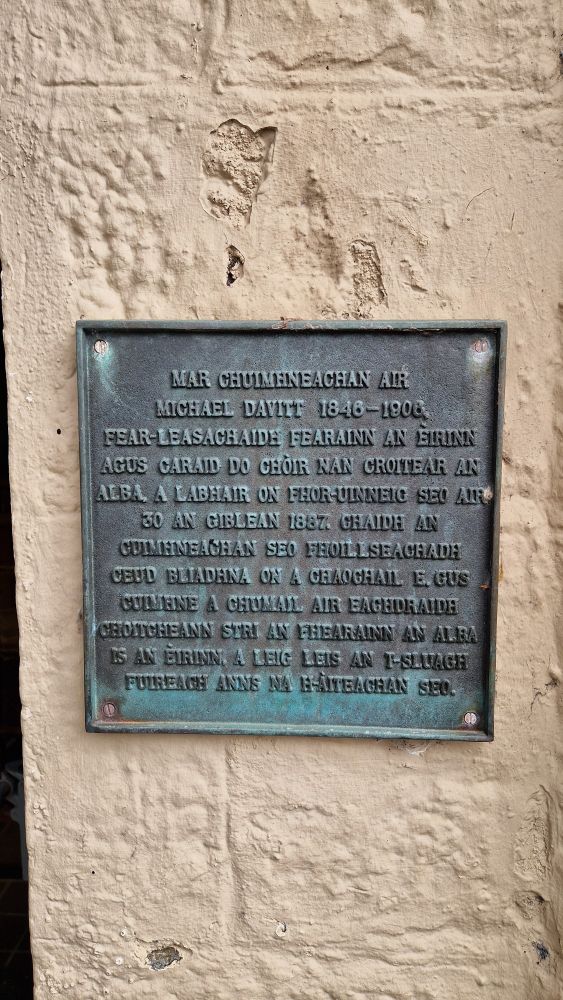 MAR CHUIMHNEACHAN AIR
MICHAEL DAVITT 1846–1906,
FEAR-LEASACHAIDH FEARAINN AN ÈIRINN
AGUS CARAID DO CHÒIR NAN CROITEAR AN
ALBA, A LABHAIR ON FHOR-UINNEIG SEO AIR
30 AN GIBLEAN 1887. CHAIDH AN
CUIMHNEACHAN SEO FHOILLSEACHADH
CEUD BLIADHNA ON A CHAOCHAIL E, GUS
CUIMHNE A CHUMAIL AIR EACHDRAIDH
CHOITCHEANN STRI AN FHEARAINN AN ALBA
IS AN ÈIRINN, A LEIG LEIS AN T-SLUAGH
FUIREACH ANNS NA H-ÀITEACHAN SEO.